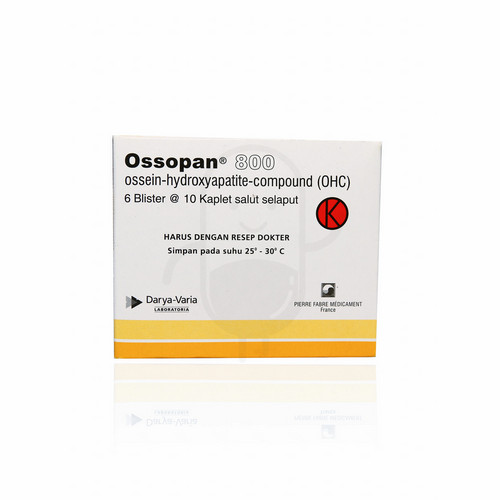 Ossopan® 800
ossein-hydroxyapatite-compound (OHC)
6 Blister @ 10 Kaplet salut selaput
K
HARUS DENGAN RESEP DOKTER
Simpan pada suhu 25° - 30° C
Darya-Varia
LABORATORIA
PIERRE FABRE MÉDICAMENT
France